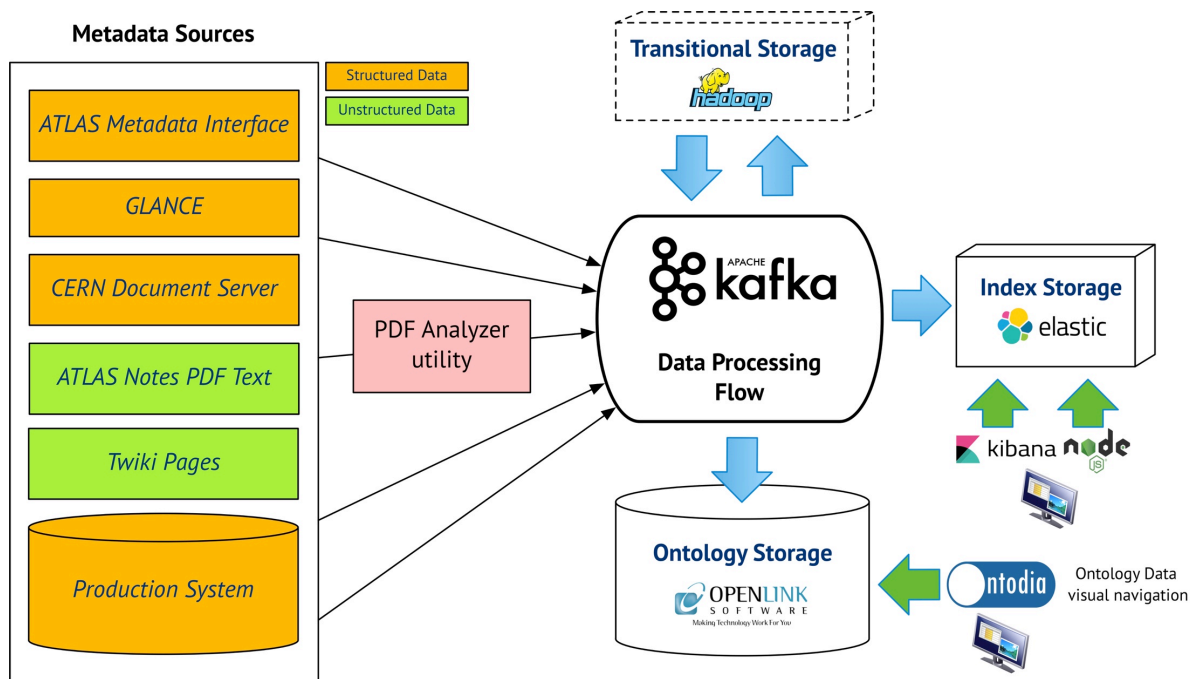 Metadata Sources
Structured Data
Unstructured Data
ATLAS Metadata Interface
GLANCE
CERN Document Server
ATLAS Notes PDF Text
Twiki Pages
Production System
PDF Analyzer
utility
Transitional Storage
hadoop
APACHE
kafka
Data Processing
Flow
Index Storage
elastic
kibana
node
JS
Ontology Storage
OPENLINK
SOFTWARE
Making Technology Work For You
ntodia
Ontology Data
visual navigation